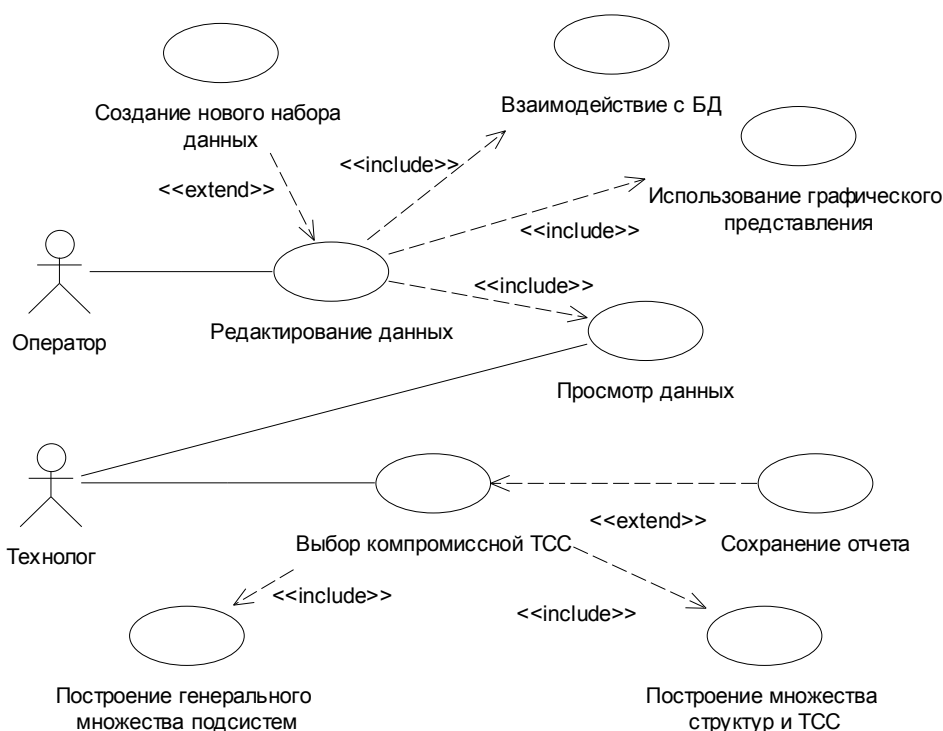 Создание нового набора
данных
Взаимодействие с БД
<<include>>
<<extend>>
Использование графического
представления
<<include>>
<<include>>
Оператор
Редактирование данных
Просмотр данных
<<extend>>
Технолог
Выбор компромиссной ТСС
Сохранение отчета
<<include>>
<<include>>
Построение генерального
множества подсистем
Построение множества
структур и ТСС